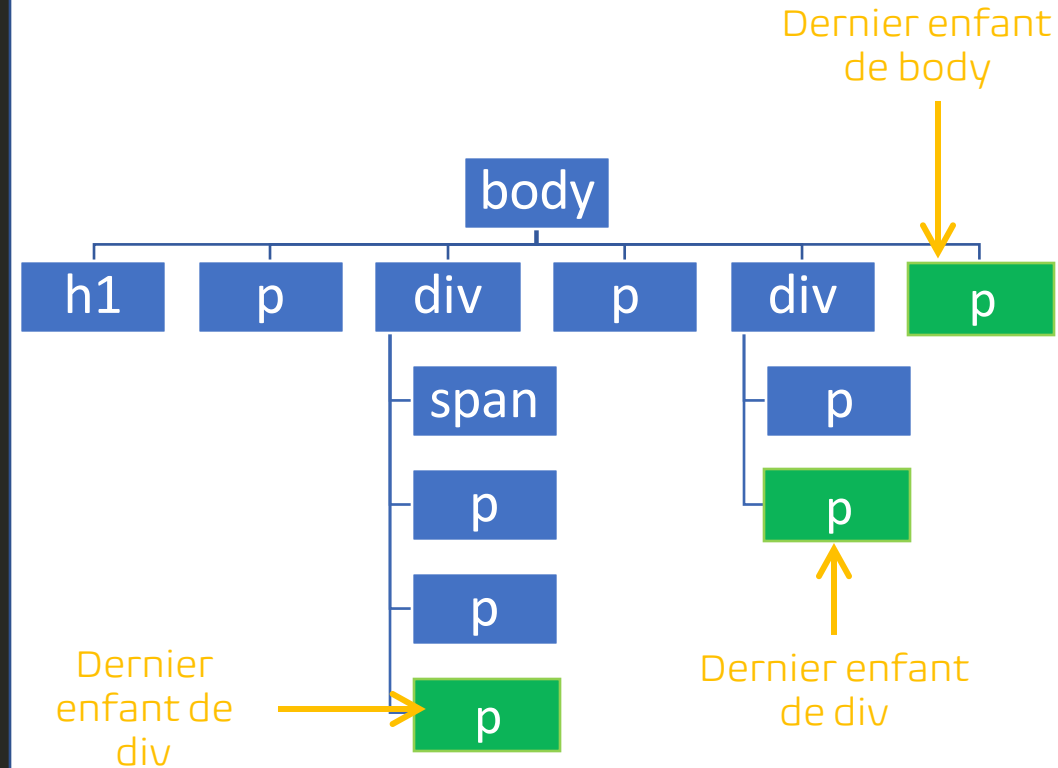 Dernier enfant
de body
body
h1
p
div
p
div
p
span
p
p
p
p
p
Dernier
enfant de
div
Dernier enfant
de div